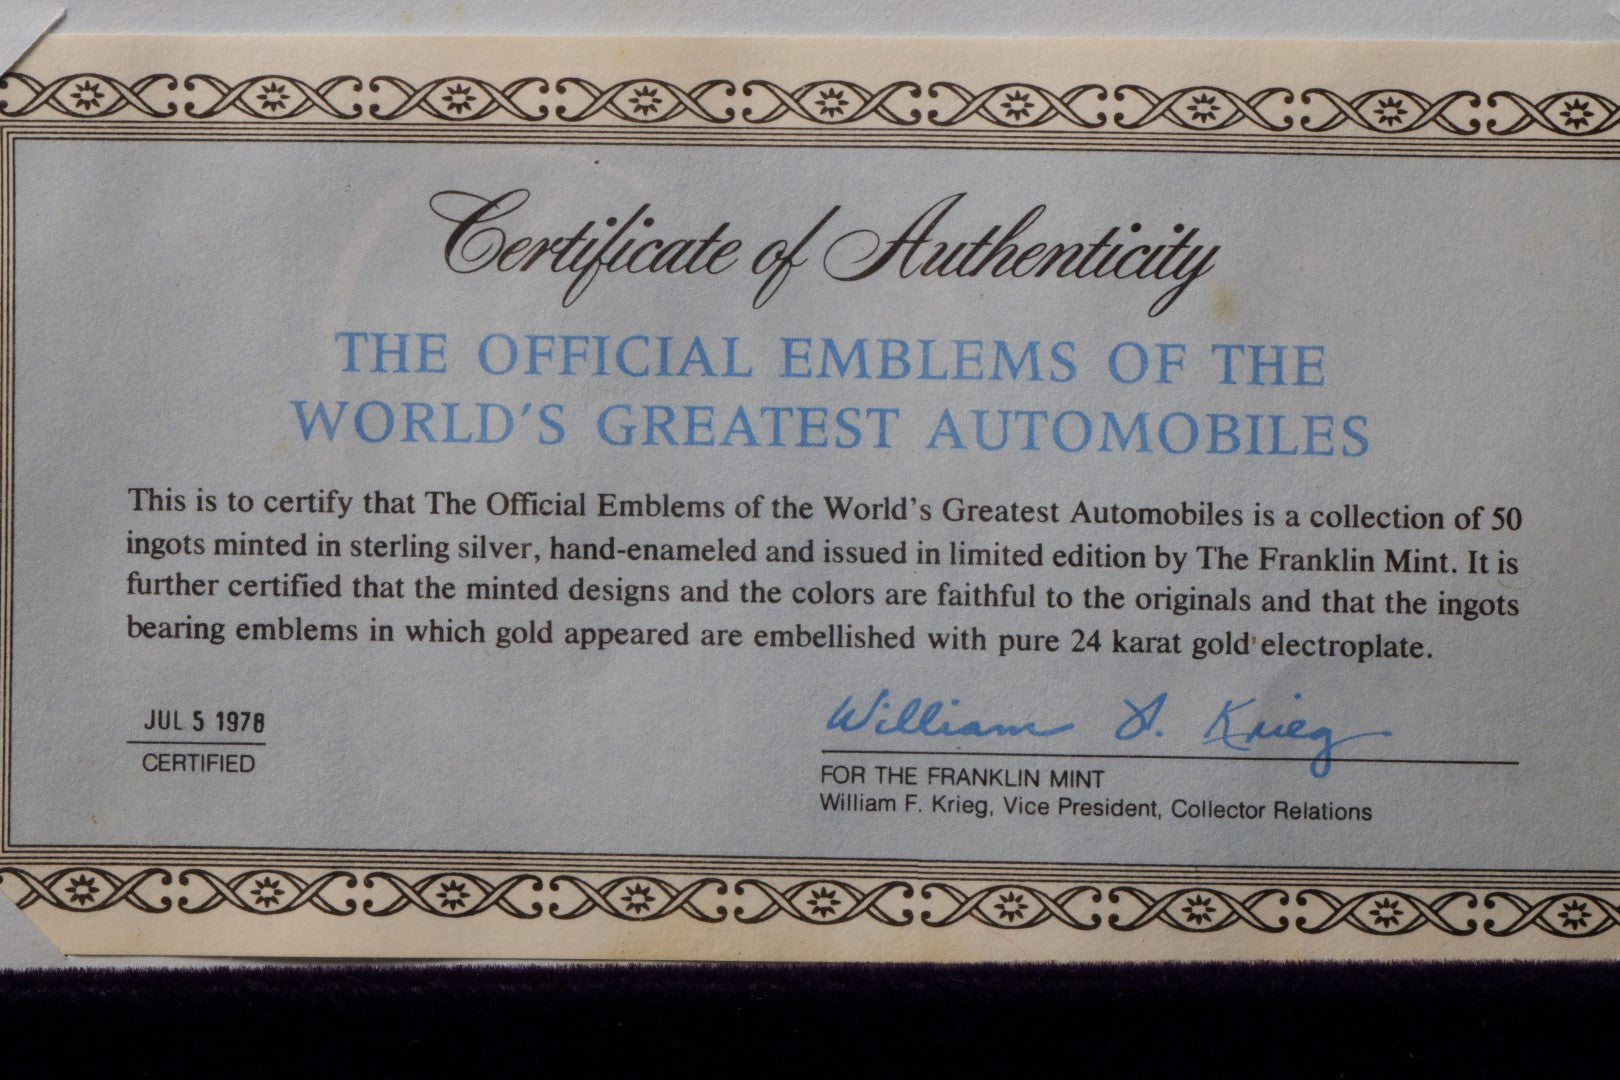 Certificate of Authenticity
THE OFFICIAL EMBLEMS OF THE
WORLD'S GREATEST AUTOMOBILES
This is to certify that The Official Emblems of the World's Greatest Automobiles is a collection of 50
ingots minted in sterling silver, hand-enameled and issued in limited edition by The Franklin Mint. It is
further certified that the minted designs and the colors are faithful to the originals and that the ingots
bearing emblems in which gold appeared are embellished with pure 24 karat gold electroplate.
JUL 5 1978
CERTIFIED
William F. Krieg
FOR THE FRANKLIN MINT
William F. Krieg, Vice President, Collector Relations